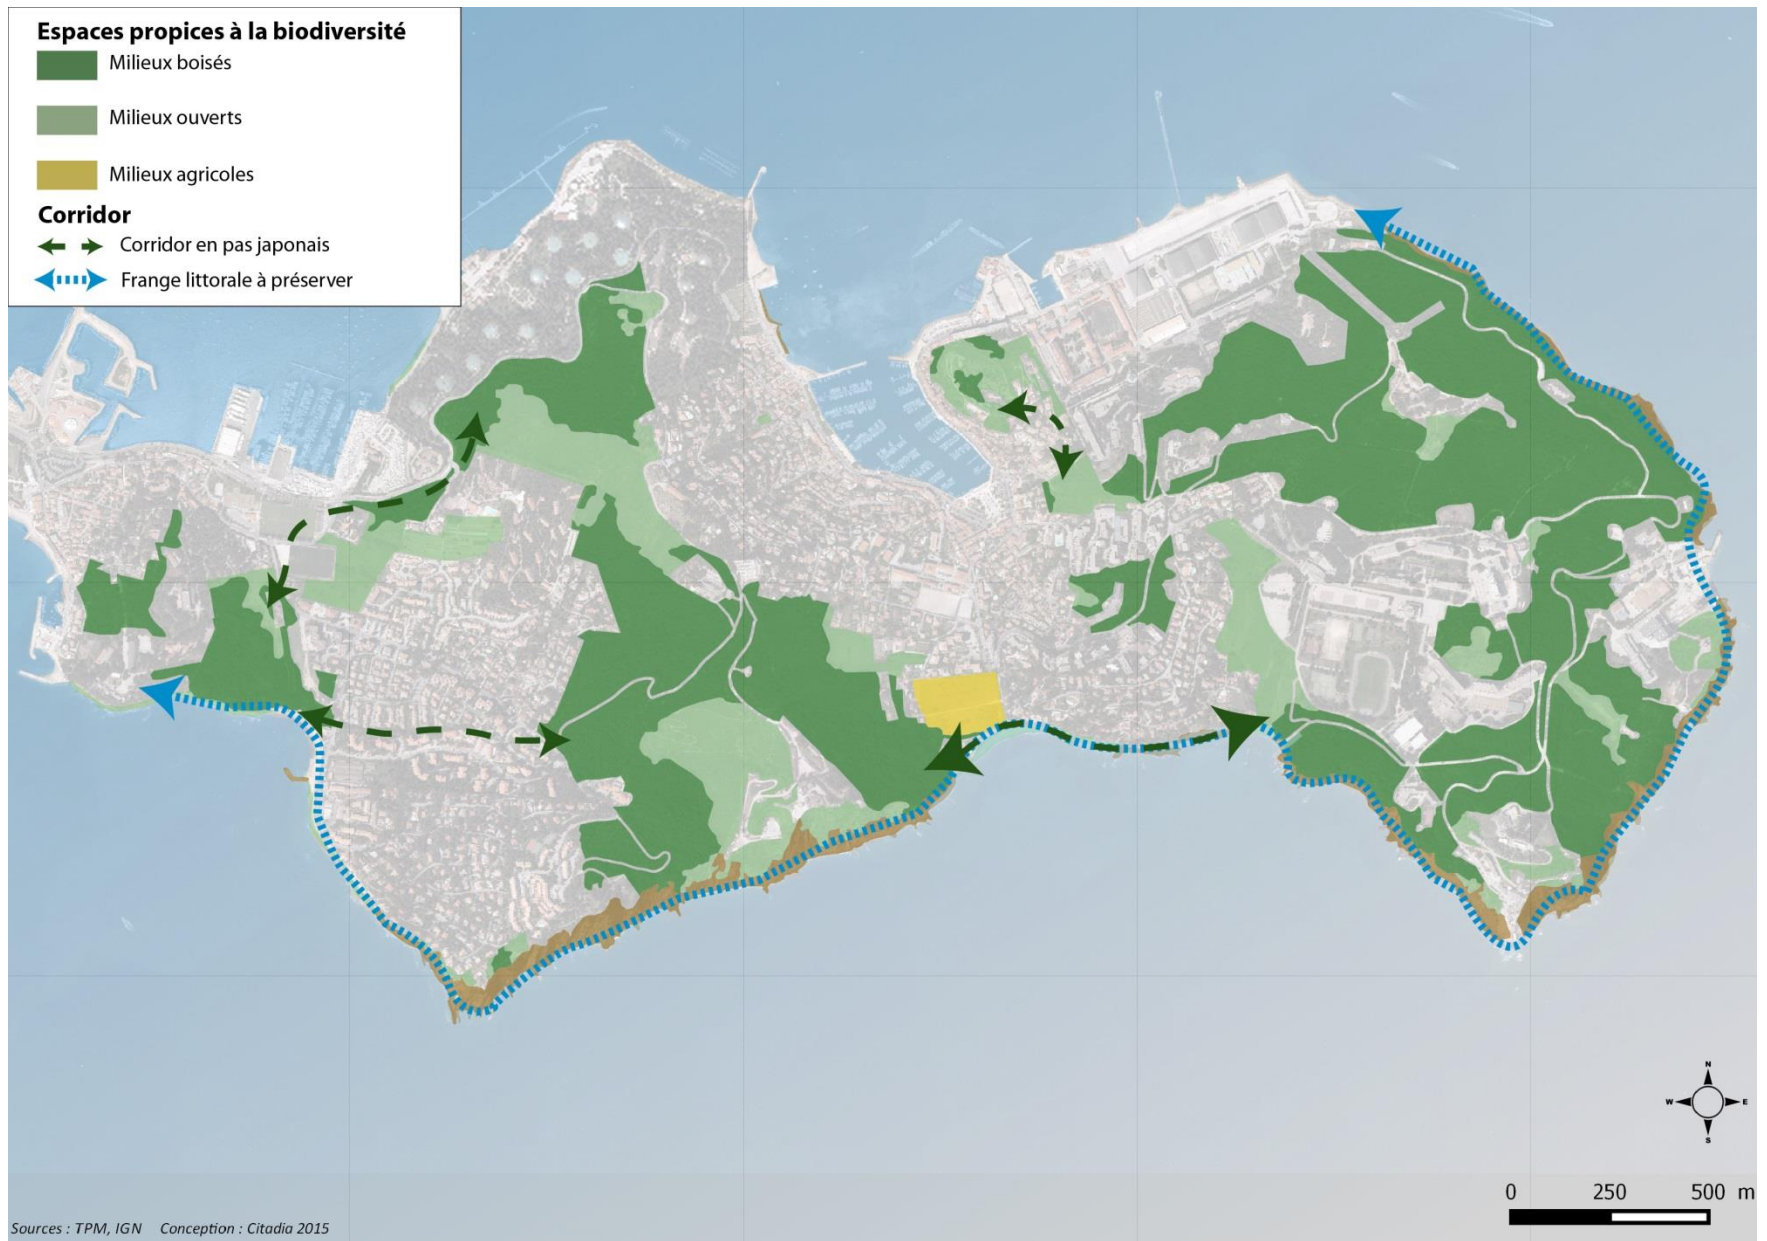 Espaces propices à la biodiversité
Milieux boisés
Milieux ouverts
Milieux agricoles
Corridor
Corridor en pas japonais
Frange littorale à préserver
N
W E
S
0 250 500 m
Sources : TPM, IGN Conception : Citadia 2015